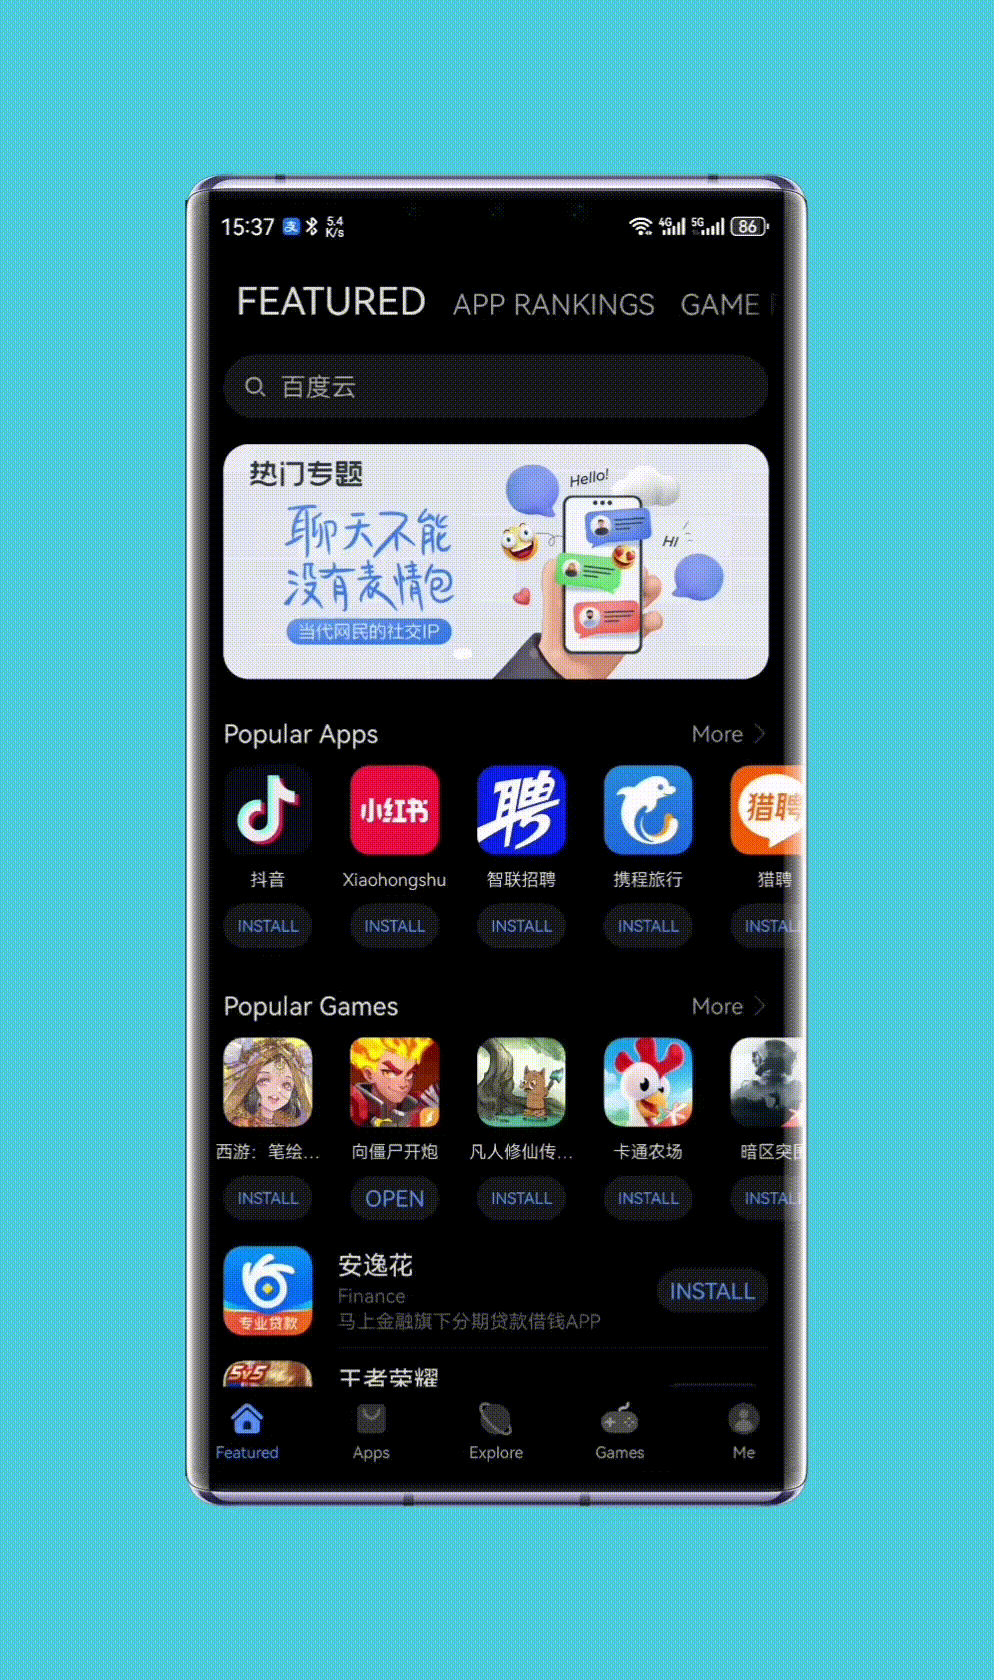 15:37 支 5.4 K/s 4G 5G 86
FEATURED APP RANKINGS GAME
百度云
热门专题
聊天不能
没有表情包
当代网民的社交IP
Hello!
HI
Popular Apps More
小红书 聘 猎聘
抖音 Xiaohongshu 智联招聘 携程旅行 猎聘
INSTALL INSTALL INSTALL INSTALL INSTALL
Popular Games More
西游：笔绘... 向僵尸开炮 凡人修仙传... 卡通农场 暗区突围
INSTALL OPEN INSTALL INSTALL INSTALL
安逸花
Finance
马上金融旗下分期贷款借钱APP
INSTALL
专业贷款
5v5
王者荣耀
Featured Apps Explore Games Me